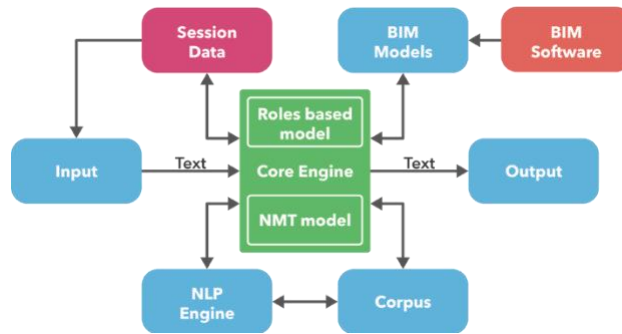 Session
Data
BIM
Models
BIM
Software
Roles based
model
Input
Text
Core Engine
Text
Output
NMT model
NLP
Engine
Corpus